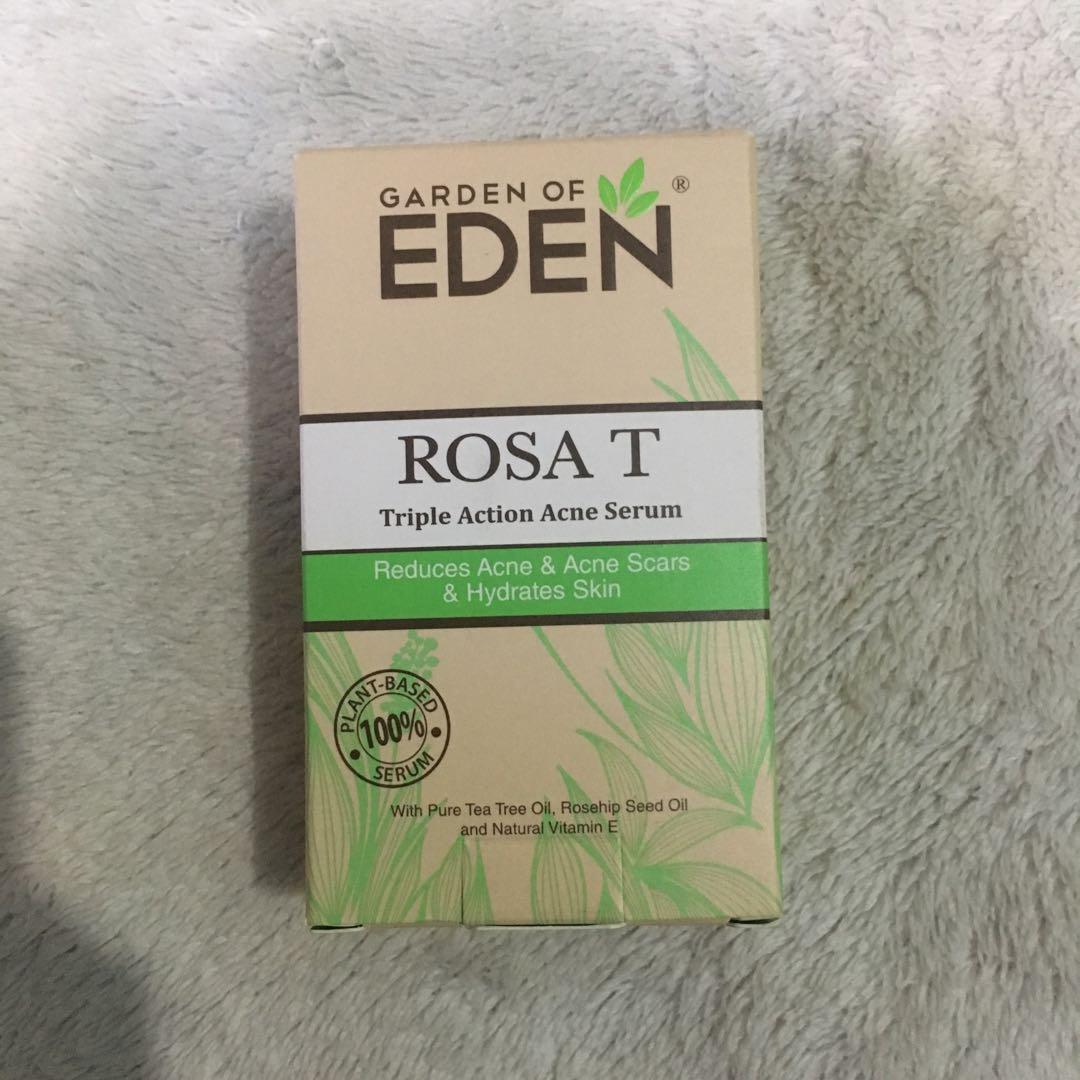 GARDEN OF
EDEN®
ROSA T
Triple Action Acne Serum
Reduces Acne & Acne Scars
& Hydrates Skin
PLANT-BASED
100%
SERUM
With Pure Tea Tree Oil, Rosehip Seed Oil
and Natural Vitamin E